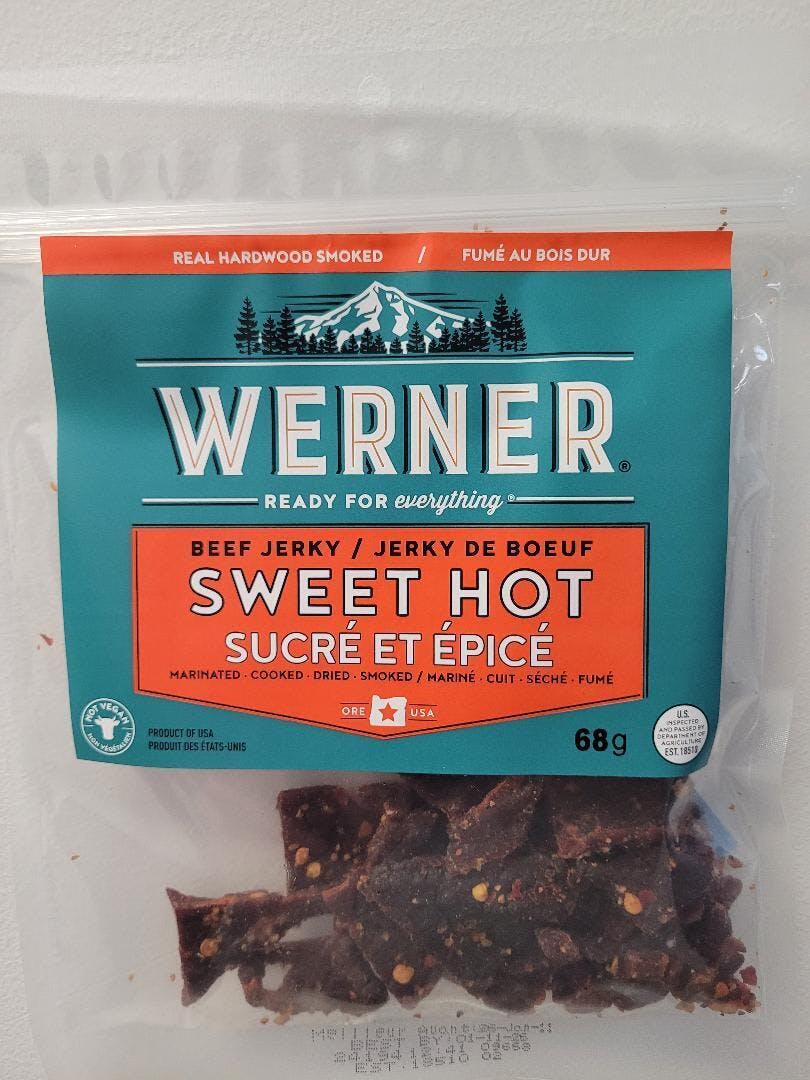 REAL HARDWOOD SMOKED / FUMÉ AU BOIS DUR
WERNER®
READY FOR everything®
BEEF JERKY / JERKY DE BOEUF
SWEET HOT
SUCRÉ ET ÉPICÉ
MARINATED · COOKED · DRIED · SMOKED / MARINÉ · CUIT · SÉCHÉ · FUMÉ
ORE USA
NOT VEGAN
NON VÉGÉTALIEN
PRODUCT OF USA
PRODUIT DES ÉTATS-UNIS
68g
U.S.
INSPECTED
AND PASSED BY
DEPARTMENT OF
AGRICULTURE
EST. 18510